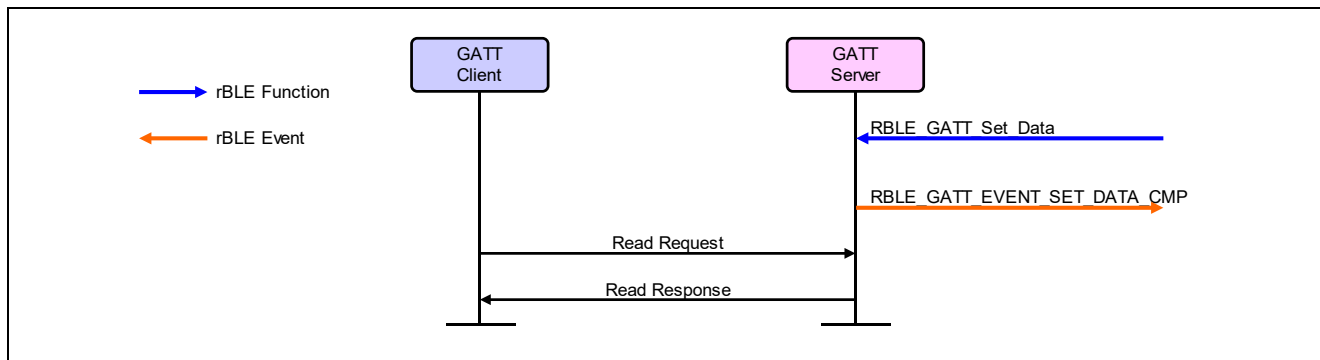 GATT
Client
GATT
Server
rBLE Function
rBLE Event
RBLE_GATT_Set_Data
RBLE_GATT_EVENT_SET_DATA_CMP
Read Request
Read Response